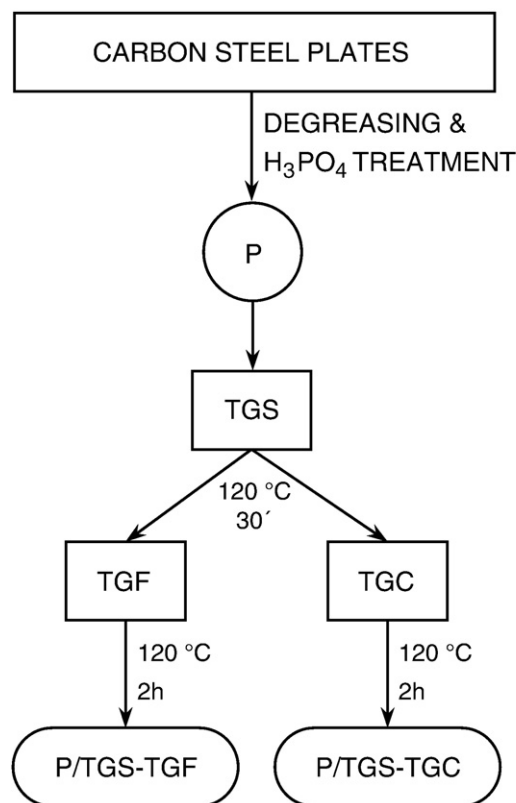 CARBON STEEL PLATES
DEGREASING &
H₃PO₄ TREATMENT
P
TGS
120 °C
30´
TGF
TGC
120 °C
2h
120 °C
2h
P/TGS-TGF
P/TGS-TGC